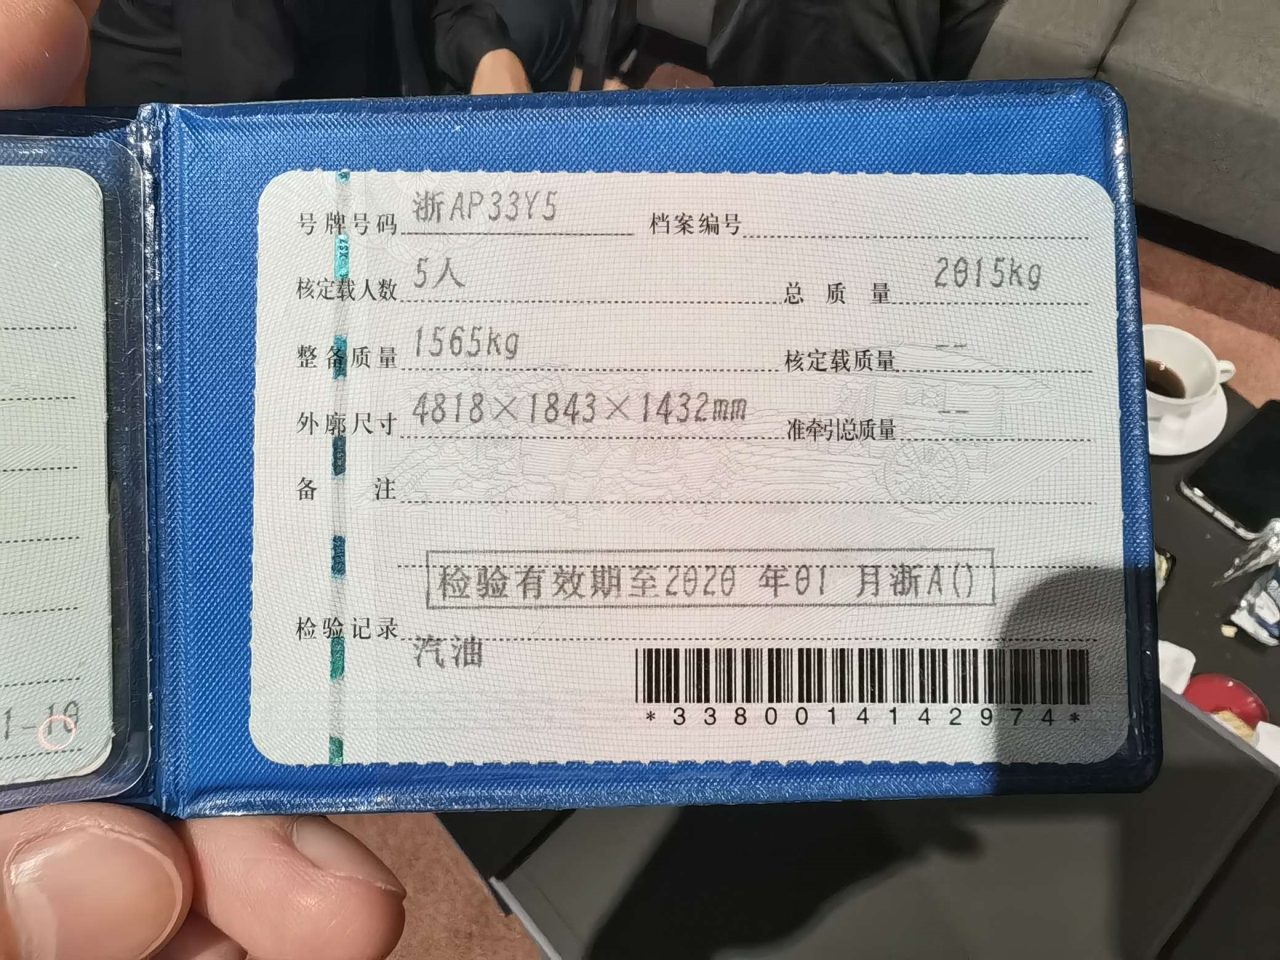 号牌号码 浙AP33Y5 档案编号
核定载人数 5人 总质量 2015kg
整备质量 1565kg 核定载质量 --
外廓尺寸 4818×1843×1432mm 准牵引总质量 --
备注
检验有效期至2020 年01 月浙A()
检验记录
汽油
*3380014142974*
1-10